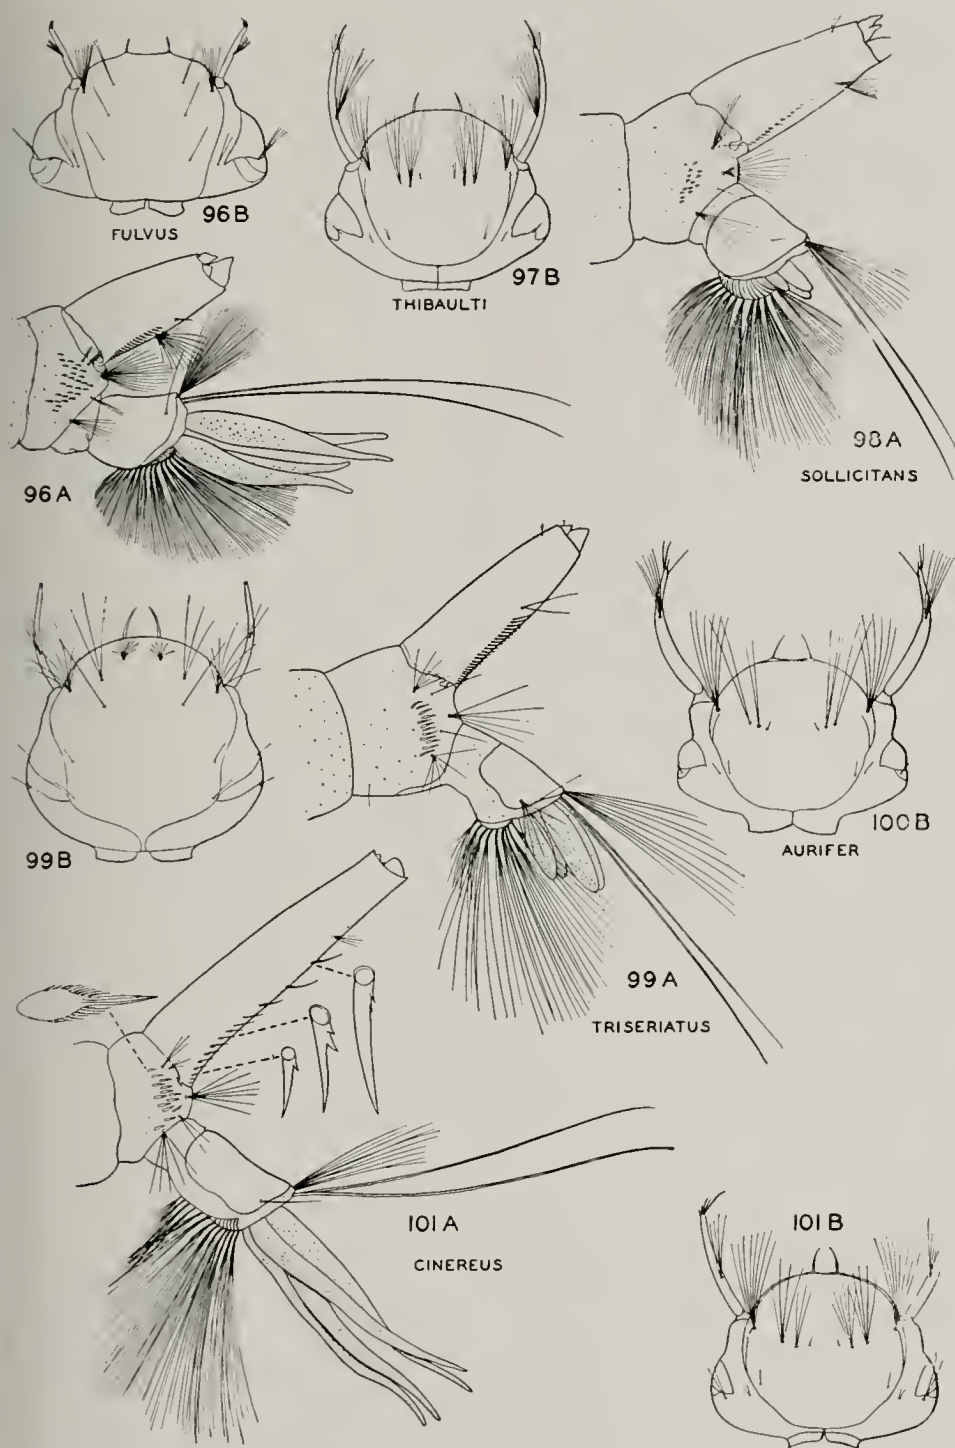 96B
FULVUS
97B
THIBAULTI
98A
SOLLICITANS
96A
99B
100B
AURIFER
99A
TRISERIATUS
101A
CINEREUS
101B